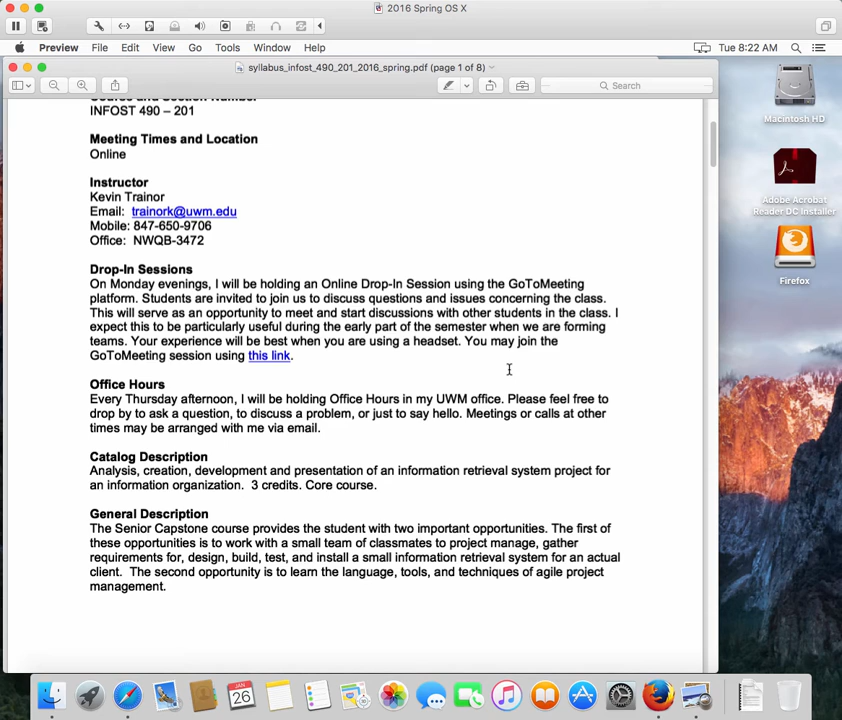 2016 Spring OS X
Preview File Edit View Go Tools Window Help
Tue 8:22 AM
syllabus_infost_490_201_2016_spring.pdf (page 1 of 8)
Search
INFOST 490 – 201
Meeting Times and Location
Online
Instructor
Kevin Trainor
Email: trainork@uwm.edu
Mobile: 847-650-9706
Office: NWQB-3472
Drop-In Sessions
On Monday evenings, I will be holding an Online Drop-In Session using the GoToMeeting
platform. Students are invited to join us to discuss questions and issues concerning the class.
This will serve as an opportunity to meet and start discussions with other students in the class. I
expect this to be particularly useful during the early part of the semester when we are forming
teams. Your experience will be best when you are using a headset. You may join the
GoToMeeting session using this link.
Office Hours
Every Thursday afternoon, I will be holding Office Hours in my UWM office. Please feel free to
drop by to ask a question, to discuss a problem, or just to say hello. Meetings or calls at other
times may be arranged with me via email.
Catalog Description
Analysis, creation, development and presentation of an information retrieval system project for
an information organization. 3 credits. Core course.
General Description
The Senior Capstone course provides the student with two important opportunities. The first of
these opportunities is to work with a small team of classmates to project manage, gather
requirements for, design, build, test, and install a small information retrieval system for an actual
client. The second opportunity is to learn the language, tools, and techniques of agile project
management.
Macintosh HD
Adobe Acrobat
Reader DC Installer
Firefox
JAN
26